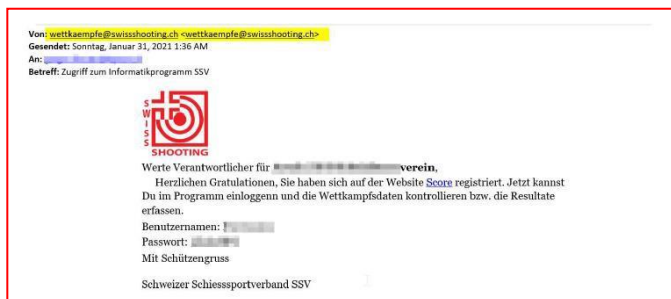 Von: wettkaempfe@swissshooting.ch <wettkaempfe@swissshooting.ch>
Gesendet: Sonntag, Januar 31, 2021 1:36 AM
An:
Betreff: Zugriff zum Informatikprogramm SSV
SWISS
SHOOTING
Werte Verantwortlicher für verein,
Herzlichen Gratulationen, Sie haben sich auf der Website Score registriert. Jetzt kannst
Du im Programm einloggenn und die Wettkampfsdaten kontrollieren bzw. die Resultate
erfassen.
Benutzernamen:
Passwort:
Mit Schützengruss
Schweizer Schiesssportverband SSV